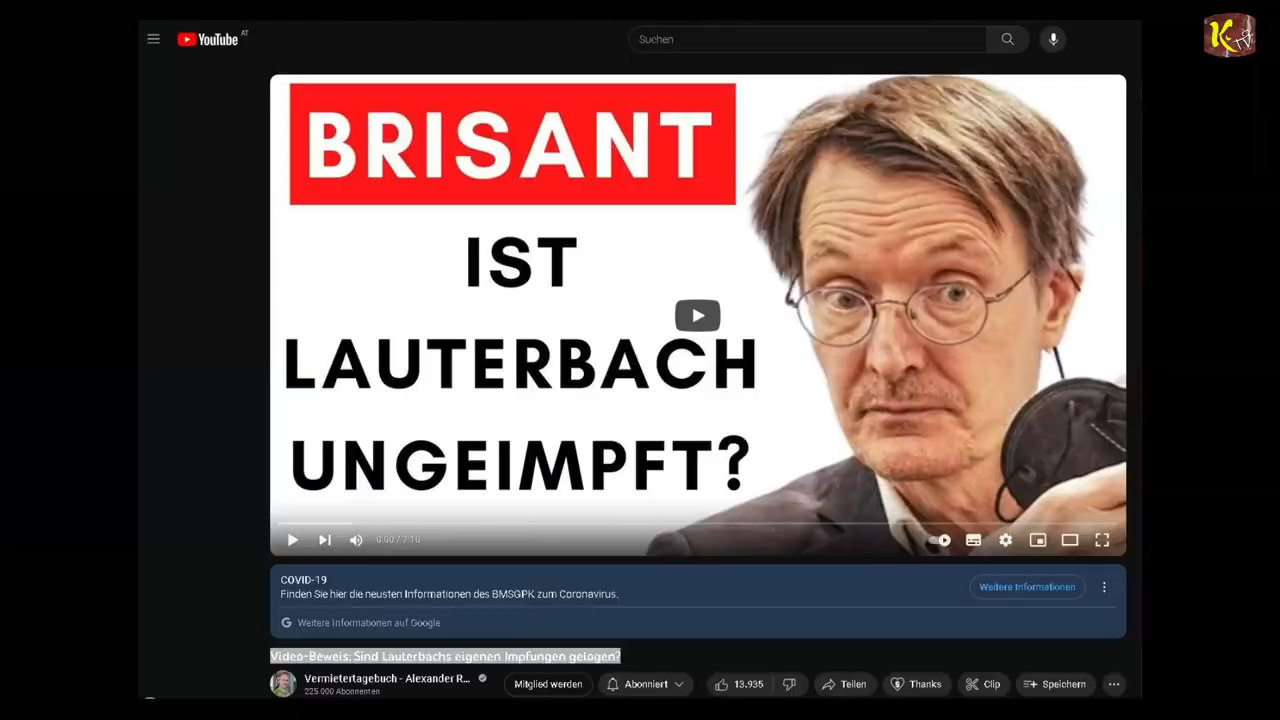 YouTube AT
Suchen
K TV
BRISANT
IST
LAUTERBACH
UNGEIMPFT?
0:00 / 7:10
COVID-19
Finden Sie hier die neusten Informationen des BMSGPK zum Coronavirus.
Weitere Informationen
G Weitere Informationen auf Google
Video-Beweis: Sind Lauterbachs eigenen Impfungen gelogen?
Vermietertagebuch - Alexander R...
225.000 Abonnenten
Mitglied werden
Abonniert
13.935
Teilen
Thanks
Clip
Speichern